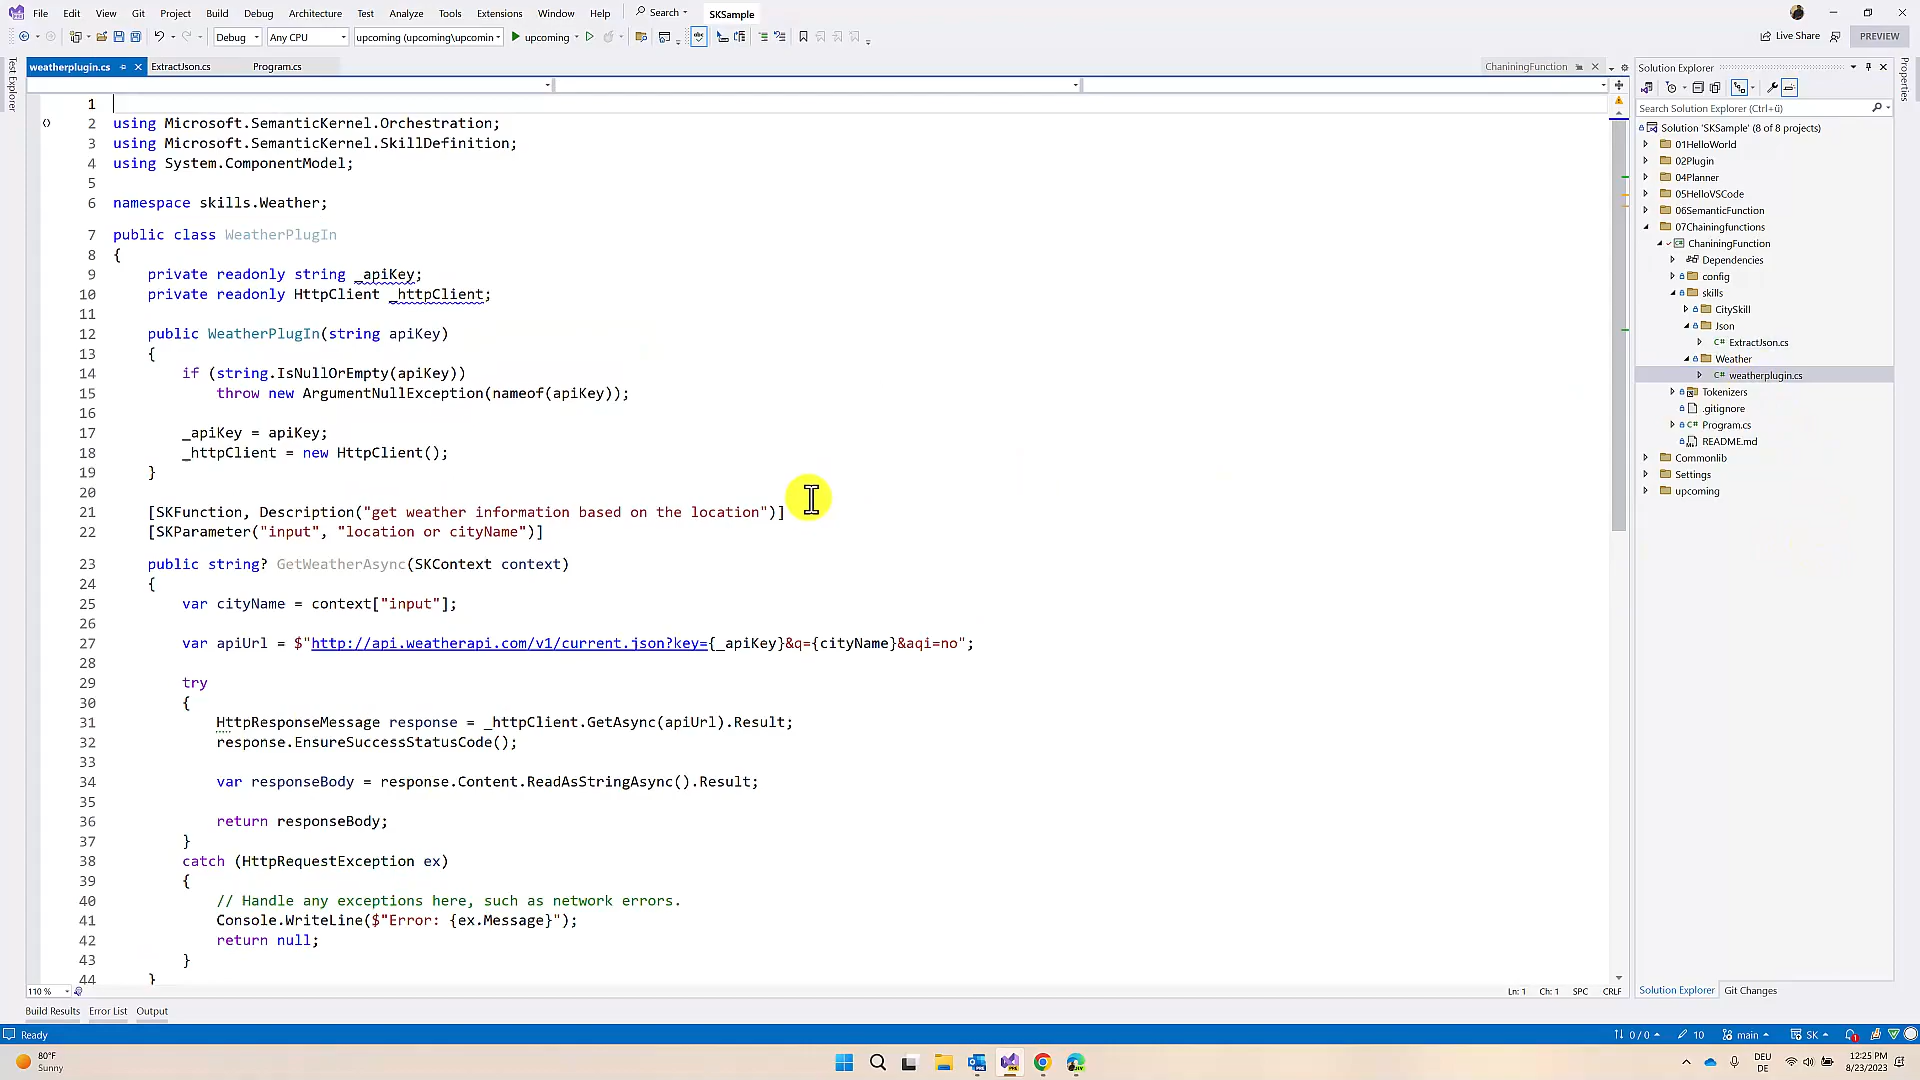 File Edit View Git Project Build Debug Architecture Test Analyze Tools Extensions Window Help Search SKSample
Debug Any CPU upcoming (upcoming\upcomin upcoming Live Share PREVIEW
weatherplugin.cs ExtractJson.cs Program.cs ChaniningFunction
1
2 using Microsoft.SemanticKernel.Orchestration;
3 using Microsoft.SemanticKernel.SkillDefinition;
4 using System.ComponentModel;
5
6 namespace skills.Weather;
7 public class WeatherPlugIn
8 {
9 private readonly string _apiKey;
10 private readonly HttpClient _httpClient;
11
12 public WeatherPlugIn(string apiKey)
13 {
14 if (string.IsNullOrEmpty(apiKey))
15 throw new ArgumentNullException(nameof(apiKey));
16
17 _apiKey = apiKey;
18 _httpClient = new HttpClient();
19 }
20
21 [SKFunction, Description("get weather information based on the location")]
22 [SKParameter("input", "location or cityName")]
23 public string? GetWeatherAsync(SKContext context)
24 {
25 var cityName = context["input"];
26
27 var apiUrl = $"http://api.weatherapi.com/v1/current.json?key={_apiKey}&q={cityName}&aqi=no";
28
29 try
30 {
31 HttpResponseMessage response = _httpClient.GetAsync(apiUrl).Result;
32 response.EnsureSuccessStatusCode();
33
34 var responseBody = response.Content.ReadAsStringAsync().Result;
35
36 return responseBody;
37 }
38 catch (HttpRequestException ex)
39 {
40 // Handle any exceptions here, such as network errors.
41 Console.WriteLine($"Error: {ex.Message}");
42 return null;
43 }
44 }
110 % Ln: 1 Ch: 1 SPC CRLF
Test Explorer
Solution Explorer
Search Solution Explorer (Ctrl+ü)
Solution 'SKSample' (8 of 8 projects)
01HelloWorld
02Plugin
04Planner
05HelloVSCode
06SemanticFunction
07Chainingfunctions
ChaniningFunction
Dependencies
config
skills
CitySkill
Json
C# ExtractJson.cs
Weather
C# weatherplugin.cs
Tokenizers
.gitignore
C# Program.cs
README.md
Commonlib
Settings
upcoming
Solution Explorer Git Changes
Properties
Build Results Error List Output
Ready 0 / 0 10 main SK 1
80°F
Sunny
DEU
DE
12:25 PM
8/23/2023